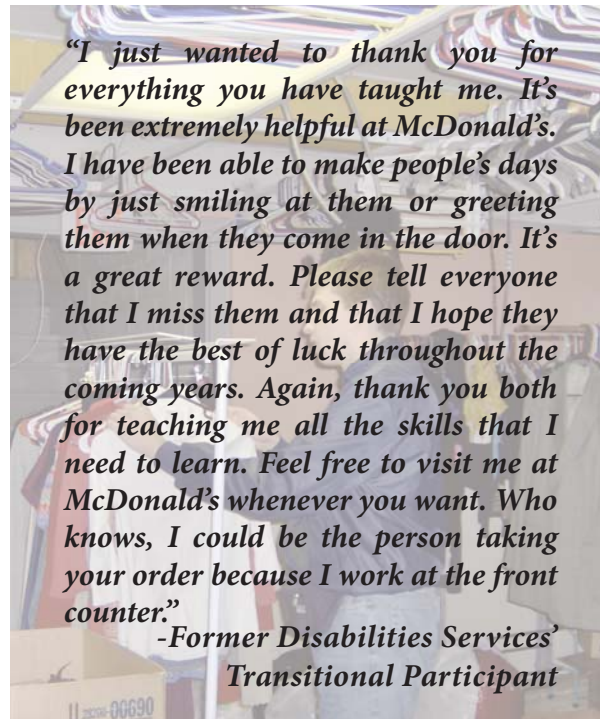 “I just wanted to thank you for
everything you have taught me. It’s
been extremely helpful at McDonald’s.
I have been able to make people’s days
by just smiling at them or greeting
them when they come in the door. It’s
a great reward. Please tell everyone
that I miss them and that I hope they
have the best of luck throughout the
coming years. Again, thank you both
for teaching me all the skills that I
need to learn. Feel free to visit me at
McDonald’s whenever you want. Who
knows, I could be the person taking
your order because I work at the front
counter.”
-Former Disabilities Services’
Transitional Participant
00690